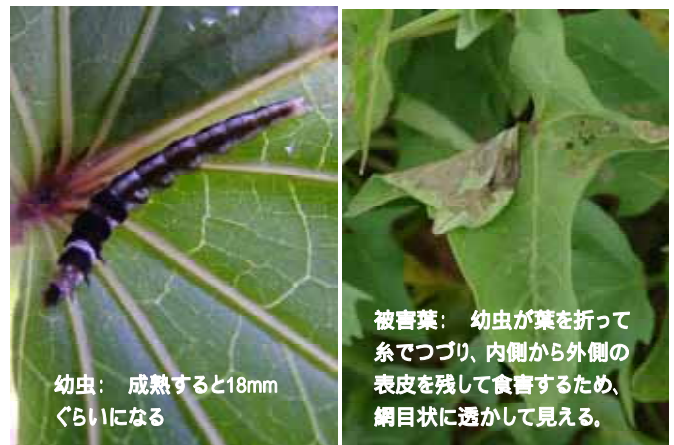 幼虫： 成熟すると18mm
ぐらいになる
被害葉： 幼虫が葉を折って
糸でつづり、内側から外側の
表皮を残して食害するため、
網目状に透かして見える。